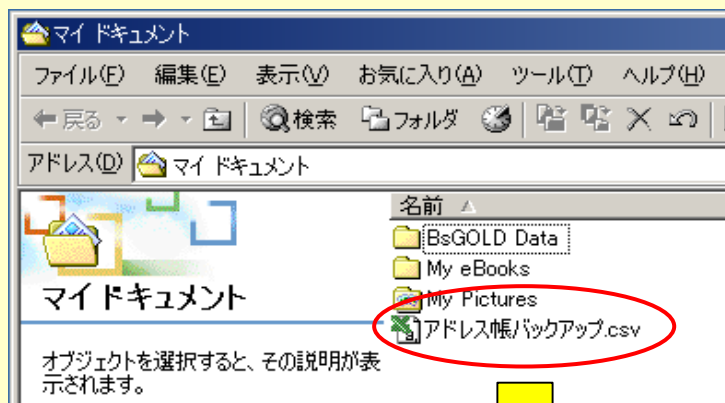 マイ ドキュメント
ファイル(F) 編集(E) 表示(V) お気に入り(A) ツール(T) ヘルプ(H)
戻る 検索 フォルダ
アドレス(D) マイ ドキュメント
名前
BsGOLD Data
My eBooks
My Pictures
アドレス帳バックアップ.csv
マイ ドキュメント
オブジェクトを選択すると、その説明が表
示されます。